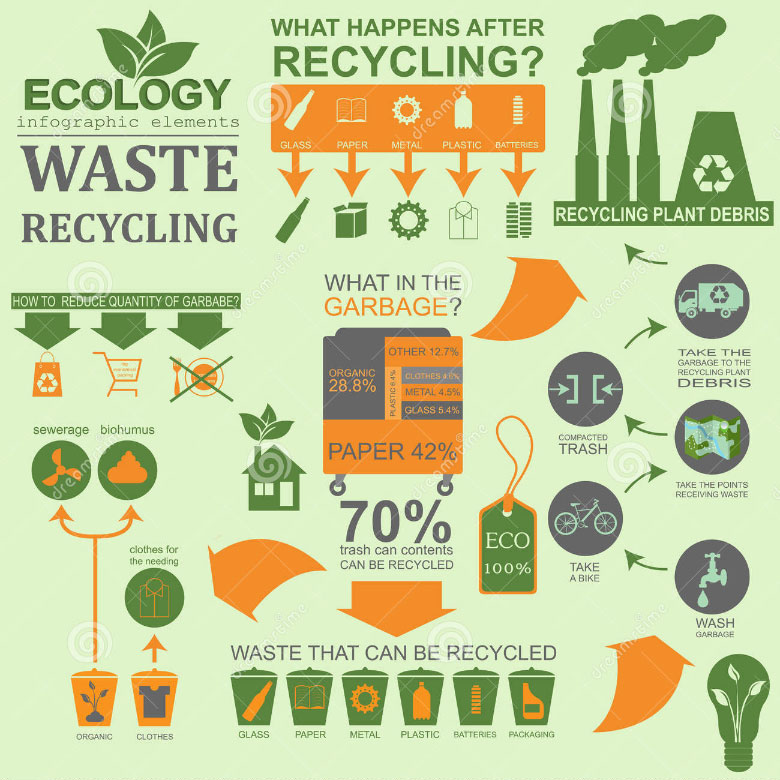 ECOLOGY
infographic elements
WASTE
RECYCLING
WHAT HAPPENS AFTER
RECYCLING?
GLASS PAPER METAL PLASTIC BATTERIES
RECYCLING PLANT DEBRIS
HOW TO REDUCE QUANTITY OF GARBABE?
WHAT IN THE
GARBAGE?
OTHER 12.7%
ORGANIC
28.8%
PLASTIC 6.4%
CLOTHES 4.2%
METAL 4.5%
GLASS 5.4%
PAPER 42%
70%
trash can contents
CAN BE RECYCLED
sewerage biohumus
clothes for
the needing
ORGANIC CLOTHES
ECO
100%
TAKE THE
GARBAGE TO THE
RECYCLING PLANT
DEBRIS
COMPACTED
TRASH
TAKE THE POINTS
RECEIVING WASTE
TAKE
A BIKE
WASH
GARBAGE
WASTE THAT CAN BE RECYCLED
GLASS PAPER METAL PLASTIC BATTERIES PACKAGING
dreamstime